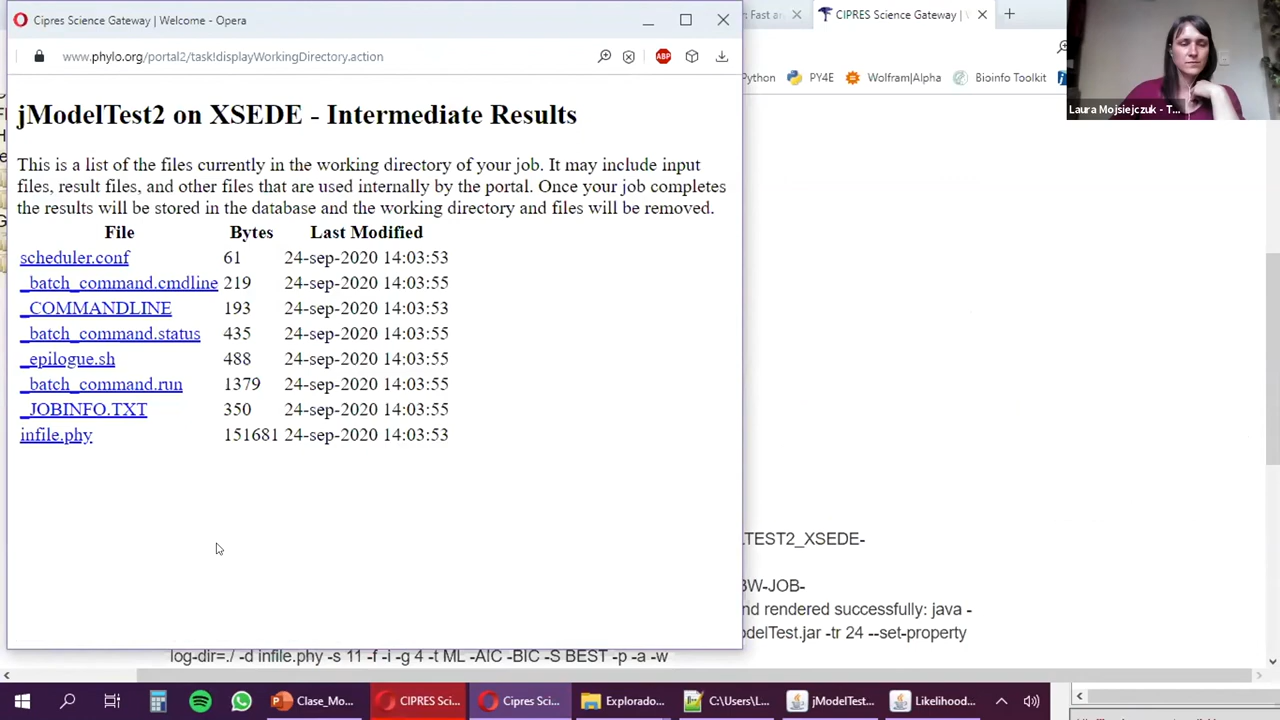 Cipres Science Gateway | Welcome - Opera
: Fast ar
CIPRES Science Gateway |
www.phylo.org/portal2/task!displayWorkingDirectory.action
ABP
Python
PY4E
Wolfram|Alpha
Bioinfo Toolkit
Laura Mojsiejczuk - T...
jModelTest2 on XSEDE - Intermediate Results
This is a list of the files currently in the working directory of your job. It may include input
files, result files, and other files that are used internally by the portal. Once your job completes
the results will be stored in the database and the working directory and files will be removed.
File Bytes Last Modified
scheduler.conf 61 24-sep-2020 14:03:53
_batch_command.cmdline 219 24-sep-2020 14:03:55
_COMMANDLINE 193 24-sep-2020 14:03:53
_batch_command.status 435 24-sep-2020 14:03:55
_epilogue.sh 488 24-sep-2020 14:03:55
_batch_command.run 1379 24-sep-2020 14:03:55
_JOBINFO.TXT 350 24-sep-2020 14:03:55
infile.phy 151681 24-sep-2020 14:03:53
LTEST2_XSEDE-
BW-JOB-
nd rendered successfully: java -
odelTest.jar -tr 24 --set-property
log-dir=./ -d infile.phy -s 11 -f -i -g 4 -t ML -AIC -BIC -S BEST -p -a -w
Clase_Mo...
CIPRES Sci...
Cipres Sci...
Explorado...
C:\Users\L...
jModelTest...
Likelihood...